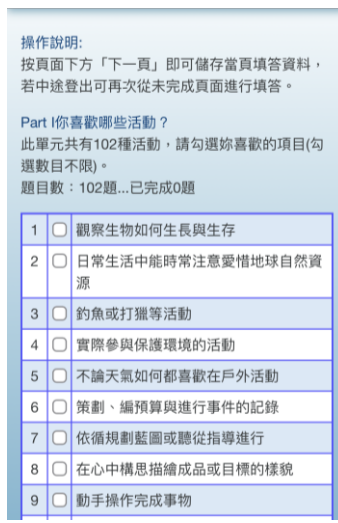 操作說明:
按頁面下方「下一頁」即可儲存當頁填答資料，
若中途登出可再次從未完成頁面進行填答。
Part I你喜歡哪些活動？
此單元共有102種活動，請勾選妳喜歡的項目(勾
選數目不限)。
題目數：102題...已完成0題
1 觀察生物如何生長與生存
2 日常生活中能時常注意愛惜地球自然資
源
3 釣魚或打獵等活動
4 實際參與保護環境的活動
5 不論天氣如何都喜歡在戶外活動
6 策劃、編預算與進行事件的記錄
7 依循規劃藍圖或聽從指導進行
8 在心中構思描繪成品或目標的樣貌
9 動手操作完成事物